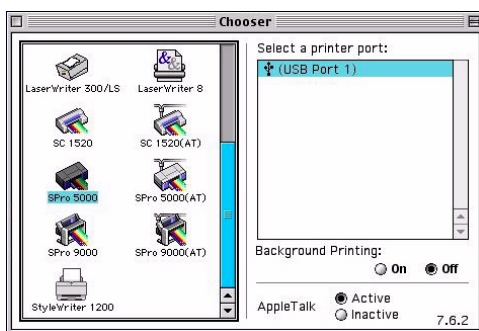 Chooser
LaserWriter 300/LS
LaserWriter 8
SC 1520
SC 1520(AT)
SPro 5000
SPro 5000(AT)
SPro 9000
SPro 9000(AT)
StyleWriter 1200
Select a printer port:
(USB Port 1)
Background Printing:
On
Off
AppleTalk
Active
Inactive
7.6.2